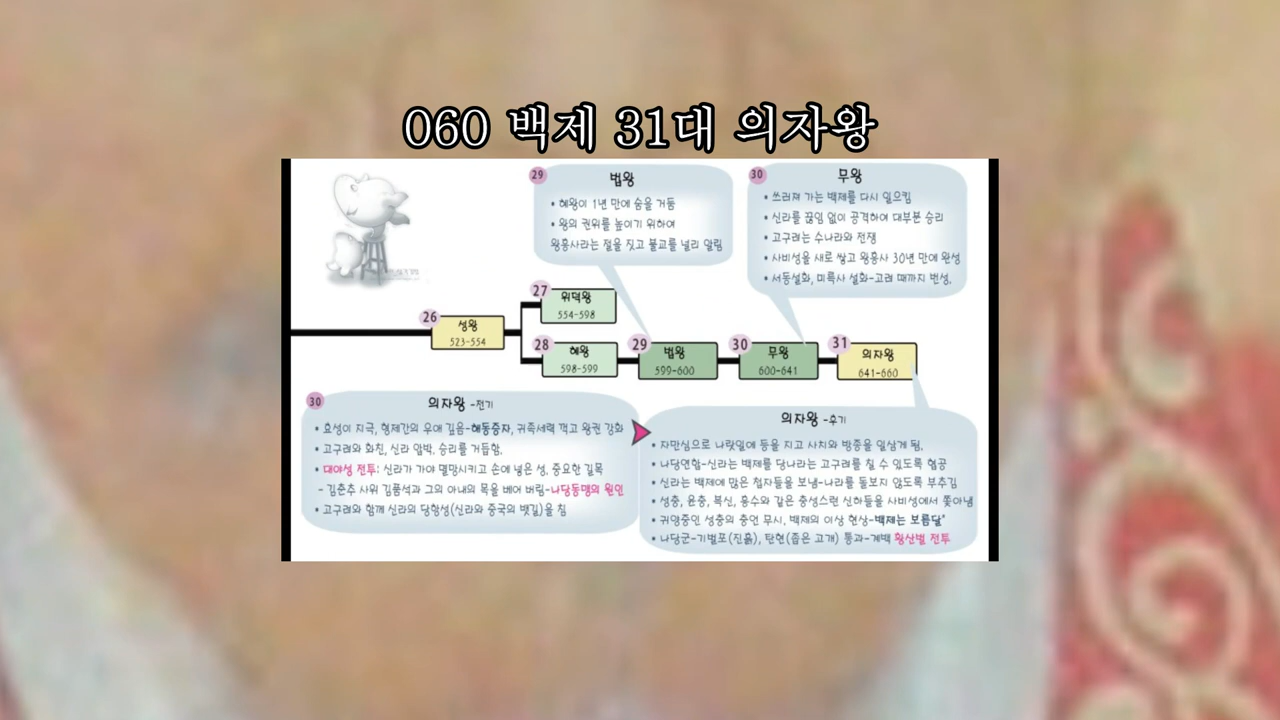 060 백제 31대 의자왕
29 법왕
• 혜왕이 1년 만에 숨을 거둠
• 왕의 권위를 높이기 위하여
왕흥사라는 절을 짓고 불교를 널리 알림
30 무왕
• 쓰러져 가는 백제를 다시 일으킴
• 신라를 끊임 없이 공격하여 대부분 승리
• 고구려는 수나라와 전쟁
• 사비성을 새로 쌓고 왕흥사 30년 만에 완성
• 서동설화, 미륵사 설화-고려 때까지 번성.
26 성왕
523-554
27 위덕왕
554-598
28 혜왕
598-599
29 법왕
599-600
30 무왕
600-641
31 의자왕
641-660
30 의자왕 -전기
• 효성이 지극, 형제간의 우애 깊음-해동증자, 귀족세력 꺾고 왕권 강화
• 고구려와 화친, 신라 압박, 승리를 거듭함.
• 대야성 전투: 신라가 가야 멸망시키고 손에 넣은 성, 중요한 길목
- 김춘추 사위 김품석과 그의 아내의 목을 베어 버림-나당동맹의 원인
• 고구려와 함께 신라의 당항성(신라와 중국의 뱃길)을 침
의자왕 -후기
• 자만심으로 나랏일에 등을 지고 사치와 방종을 일삼게 됨,
• 나당연합-신라는 백제를 당나라는 고구려를 칠 수 있도록 협공
• 신라는 백제에 많은 첩자들을 보냄-나라를 돌보지 않도록 부추김
• 성충, 윤충, 복신, 흥수와 같은 충성스런 신하들을 사비성에서 쫓아냄
• 귀양중인 성충의 충언 무시, 백제의 이상 현상-백제는 보름달"
• 나당군-기벌포(진흙), 탄현(좁은 고개) 통과-계백 황산벌 전투